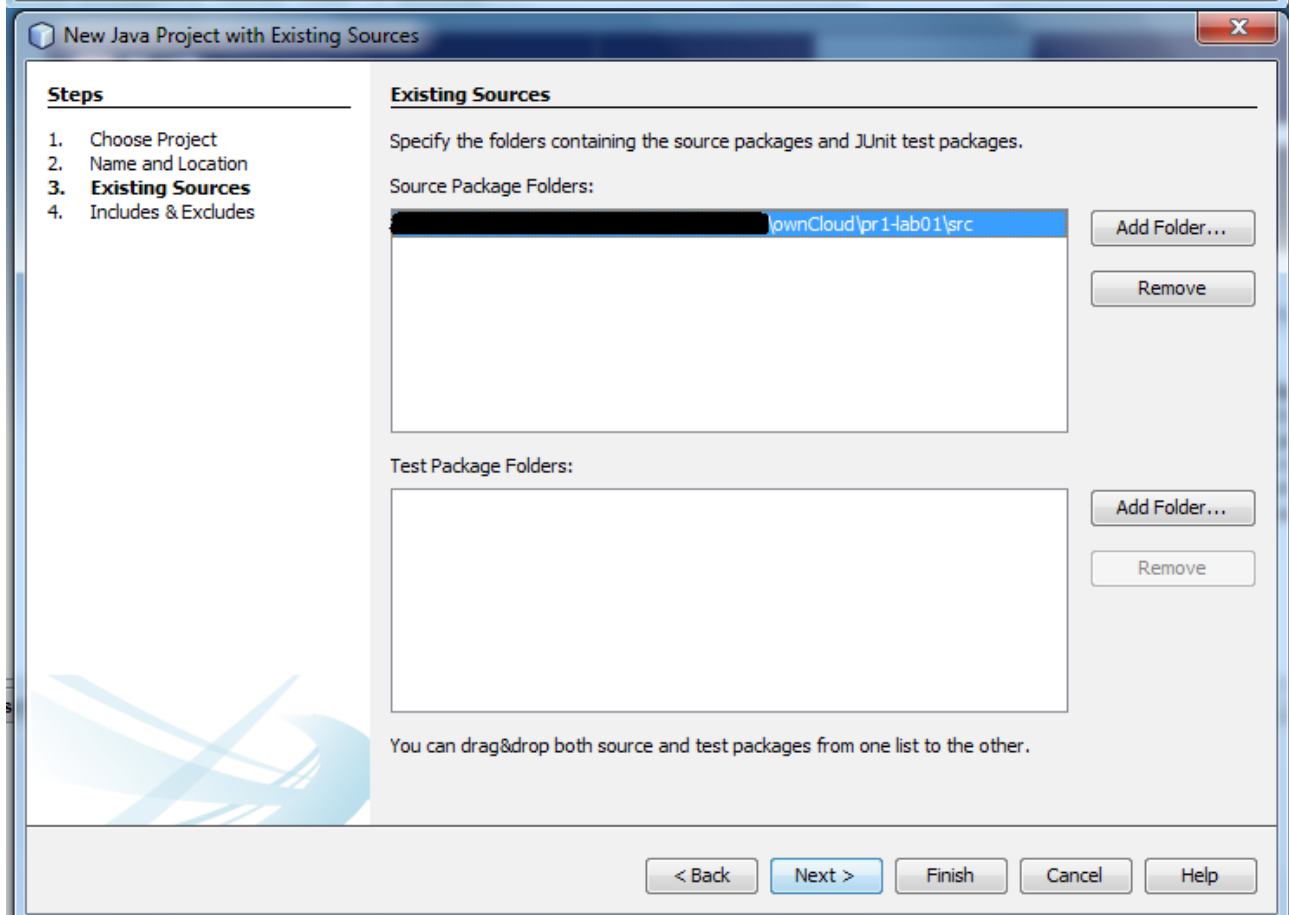 New Java Project with Existing Sources
X
Steps
1. Choose Project
2. Name and Location
3. Existing Sources
4. Includes & Excludes
Existing Sources
Specify the folders containing the source packages and JUnit test packages.
Source Package Folders:
\ownCloud\pr1-lab01\src
Add Folder...
Remove
Test Package Folders:
Add Folder...
Remove
You can drag&drop both source and test packages from one list to the other.
< Back
Next >
Finish
Cancel
Help